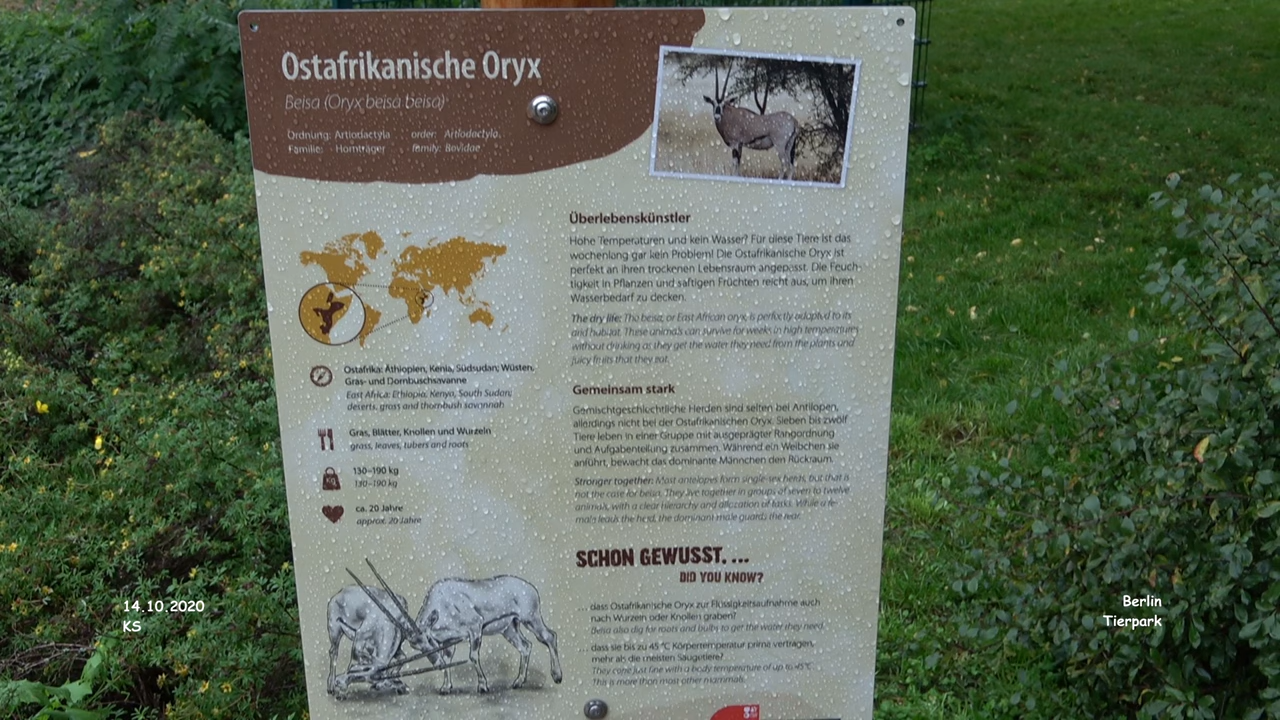 Ostafrikanische Oryx
Beisa (Oryx beisa beisa)
Ordnung: Artiodactyla
Familie: Hornträger
order: Artiodactyla,
family: Bovidae
Ostafrika: Äthiopien, Kenia, Südsudan; Wüsten,
Gras- und Dornbuschsavanne
East Africa: Ethiopia, Kenya, South Sudan;
deserts, grass and thornbush savannah
Gras, Blätter, Knollen und Wurzeln
grass, leaves, tubers and roots
KG
130–190 kg
130–190 kg
ca. 20 Jahre
approx. 20 Jahre
Überlebenskünstler
Hohe Temperaturen und kein Wasser? Für diese Tiere ist das
wochenlang gar kein Problem! Die Ostafrikanische Oryx ist
perfekt an ihren trockenen Lebensraum angepasst. Die Feuch-
tigkeit in Pflanzen und saftigen Früchten reicht aus, um ihren
Wasserbedarf zu decken.
The dry life: The beisa, or East African oryx, is perfectly adapted to its
arid habitat. These animals can survive for weeks in high temperatures
without drinking as they get the water they need from the plants and
juicy fruits that they eat.
Gemeinsam stark
Gemischtgeschlechtliche Herden sind selten bei Antilopen,
allerdings nicht bei der Ostafrikanischen Oryx. Sieben bis zwölf
Tiere leben in einer Gruppe mit ausgeprägter Rangordnung
und Aufgabenteilung zusammen. Während ein Weibchen sie
anführt, bewacht das dominante Männchen den Rückraum.
Stronger together: Most antelopes form single-sex herds, but that is
not the case for beisa. They live together in groups of seven to twelve
animals, with a clear hierarchy and allocation of tasks. While a fe-
male leads the herd, the dominant male guards the rear.
SCHON GEWUSST, ...
DID YOU KNOW?
... dass Ostafrikanische Oryx zur Flüssigkeitsaufnahme auch
nach Wurzeln oder Knollen graben?
Beisa also dig for roots and bulbs to get the water they need.
... dass sie bis zu 45 °C Körpertemperatur prima vertragen,
mehr als die meisten Säugetiere?
They cope just fine with a body temperature of up to 45°C.
This is more than most other mammals.
14.10.2020
KS
Berlin
Tierpark